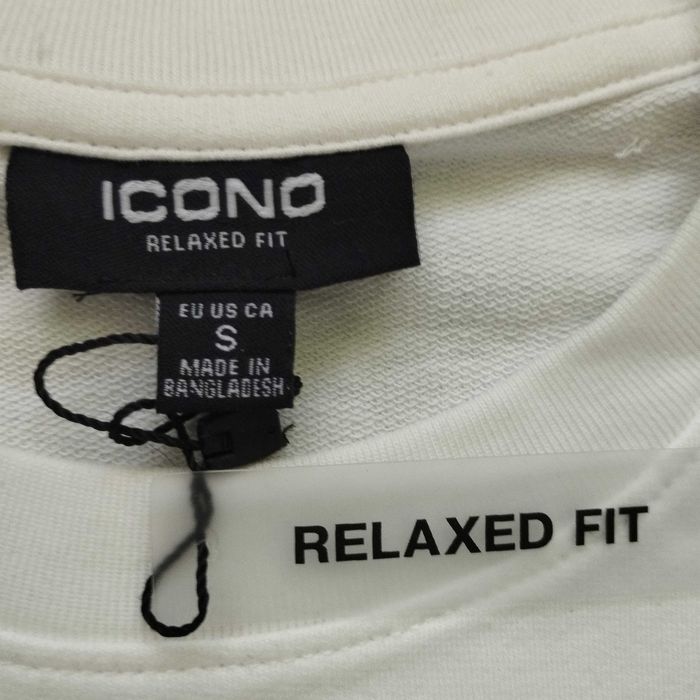 ICONO
RELAXED FIT
EU US CA
S
MADE IN
BANGLADESH
RELAXED FIT